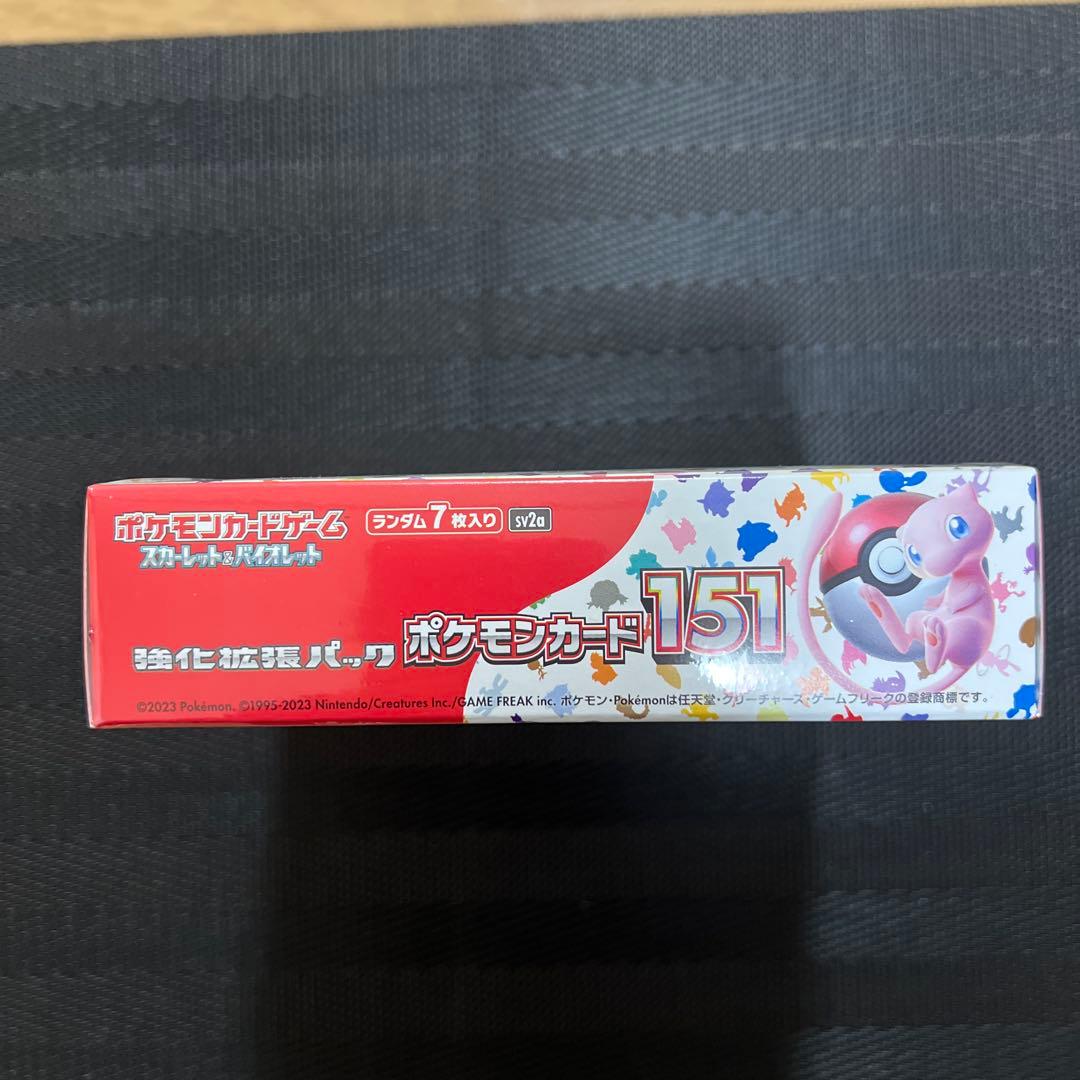 ポケモンカードゲーム
スカーレット&バイオレット
ランダム7枚入り
sv2a
強化拡張パック
ポケモンカード151
©2023 Pokémon. ©1995-2023 Nintendo/Creatures Inc./GAME FREAK inc. ポケモン・Pokémonは任天堂・クリーチャーズ・ゲームフリークの登録商標です。